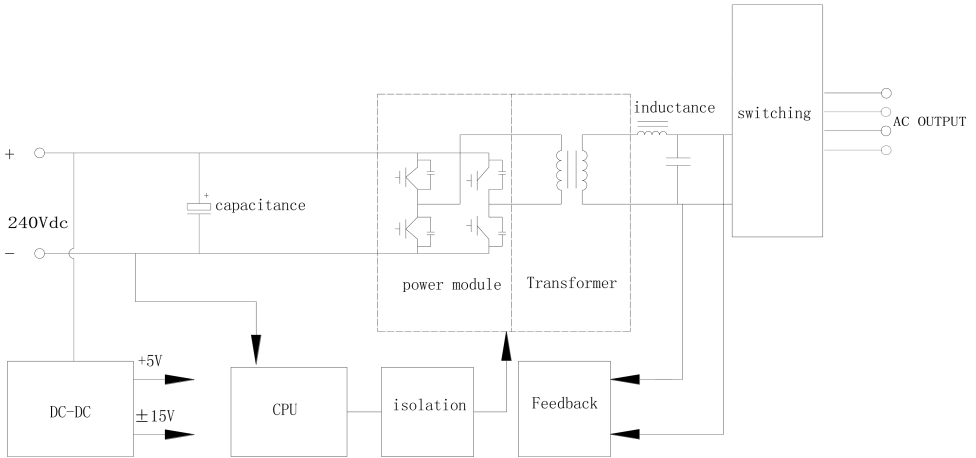 inductance
switching
AC OUTPUT
+
+
capacitance
240Vdc
-
power module
Transformer
+5V
DC-DC
±15V
CPU
isolation
Feedback